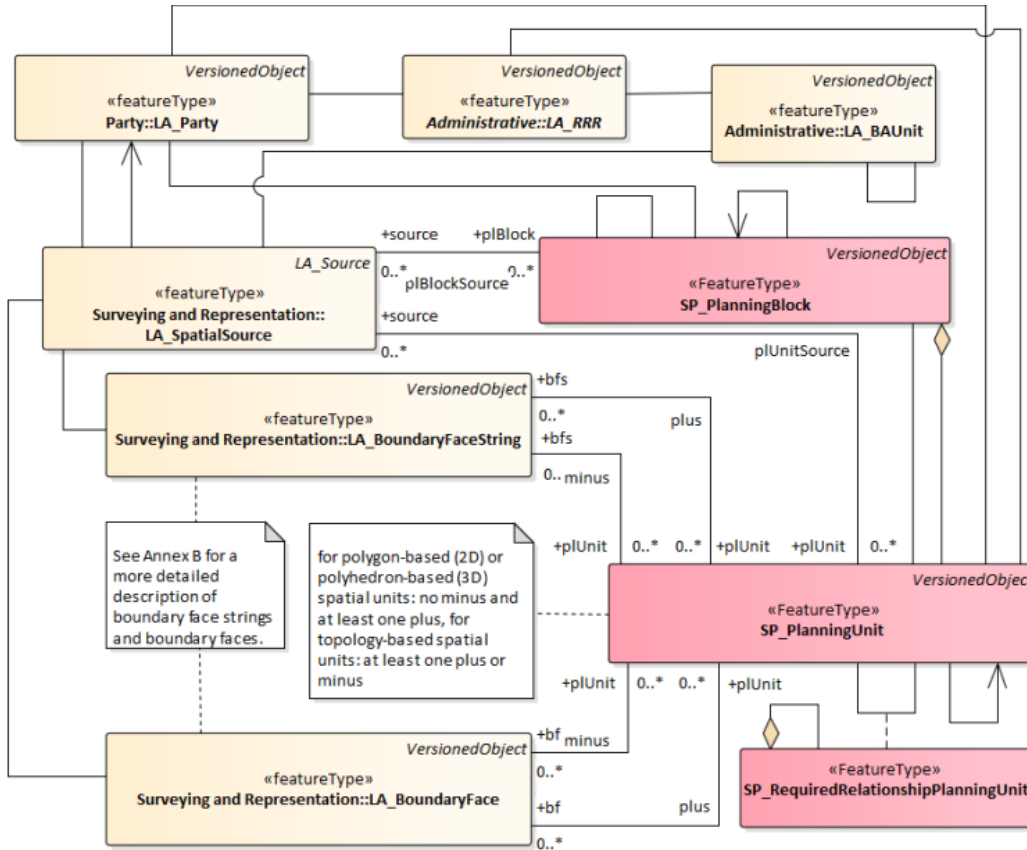 VersionedObject
«featureType»
Party::LA_Party
VersionedObject
«featureType»
Administrative::LA_RRR
VersionedObject
«featureType»
Administrative::LA_BAUnit
LA_Source
«featureType»
Surveying and Representation::
LA_SpatialSource
+source
+plBlock
0..*
plBlockSource
0..*
+source
0..*
VersionedObject
«FeatureType»
SP_PlanningBlock
plUnitSource
VersionedObject
«featureType»
Surveying and Representation::LA_BoundaryFaceString
+bfs
0..*
plus
+bfs
0..
minus
See Annex B for a
more detailed
description of
boundary face strings
and boundary faces.
for polygon-based (2D) or
polyhedron-based (3D)
spatial units: no minus and
at least one plus, for
topology-based spatial
units: at least one plus or
minus
+plUnit
0..*
0..*
+plUnit
+plUnit
0..*
VersionedObject
«FeatureType»
SP_PlanningUnit
+plUnit
0..*
0..*
+plUnit
VersionedObject
«featureType»
Surveying and Representation::LA_BoundaryFace
+bf
minus
0..*
+bf
plus
0..*
«FeatureType»
SP_RequiredRelationshipPlanningUnit